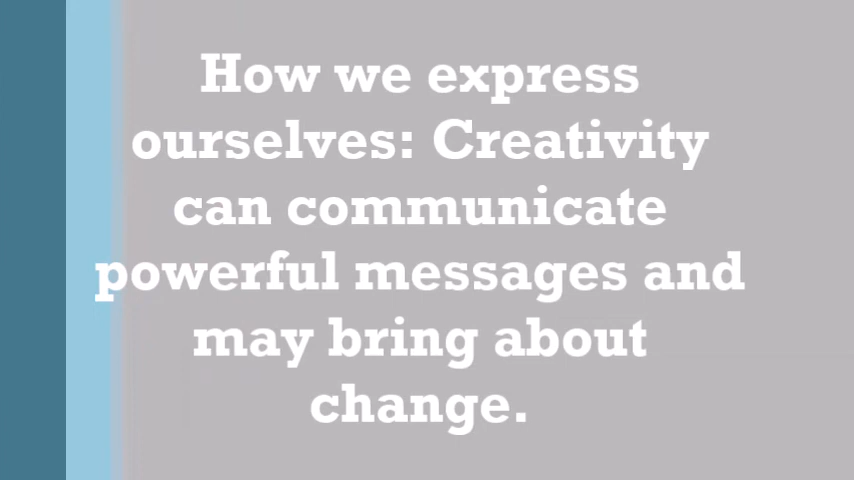 How we express
ourselves: Creativity
can communicate
powerful messages and
may bring about
change.